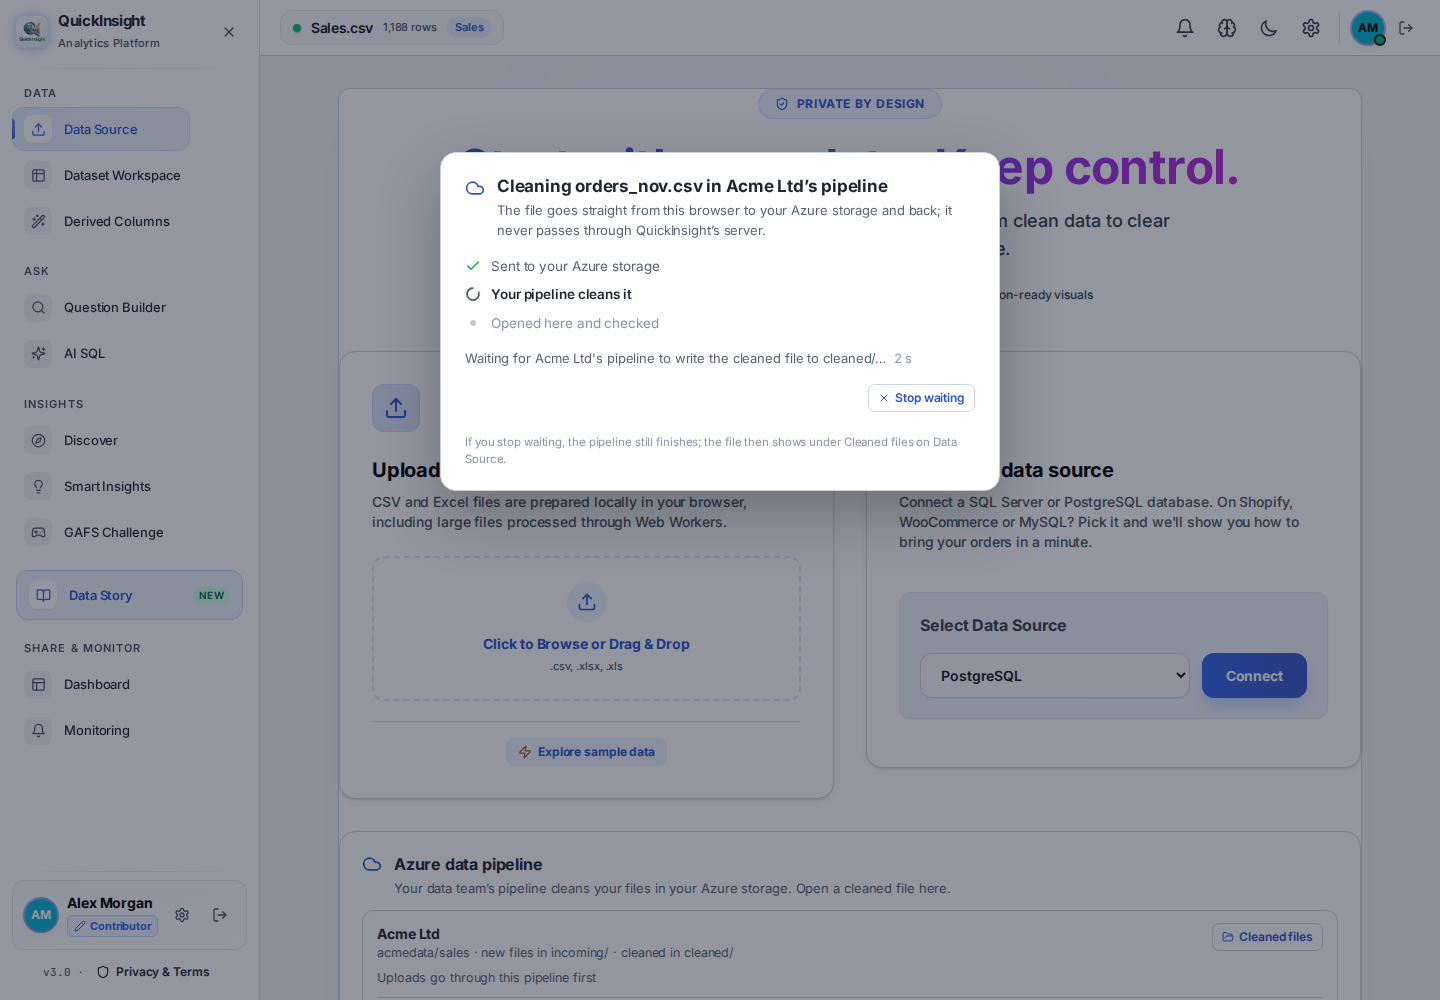 QuickInsight
Analytics Platform
DATA
Data Source
Dataset Workspace
Derived Columns
ASK
Question Builder
AI SQL
INSIGHTS
Discover
Smart Insights
GAFS Challenge
Data Story NEW
SHARE & MONITOR
Dashboard
Monitoring
AM Alex Morgan
Contributor
v3.0 · Privacy & Terms
Sales.csv 1,188 rows Sales
AM
PRIVATE BY DESIGN
control.
clean data to clear
on-ready visuals
Cleaning orders_nov.csv in Acme Ltd’s pipeline
The file goes straight from this browser to your Azure storage and back; it
never passes through QuickInsight’s server.
Sent to your Azure storage
Your pipeline cleans it
Opened here and checked
Waiting for Acme Ltd's pipeline to write the cleaned file to cleaned/... 2 s
Stop waiting
If you stop waiting, the pipeline still finishes; the file then shows under Cleaned files on Data
Source.
Upload
CSV and Excel files are prepared locally in your browser,
including large files processed through Web Workers.
Click to Browse or Drag & Drop
.csv, .xlsx, .xls
Explore sample data
data source
Connect a SQL Server or PostgreSQL database. On Shopify,
WooCommerce or MySQL? Pick it and we'll show you how to
bring your orders in a minute.
Select Data Source
PostgreSQL
Connect
Azure data pipeline
Your data team’s pipeline cleans your files in your Azure storage. Open a cleaned file here.
Acme Ltd
acmedata/sales · new files in incoming/ · cleaned in cleaned/
Uploads go through this pipeline first
Cleaned files